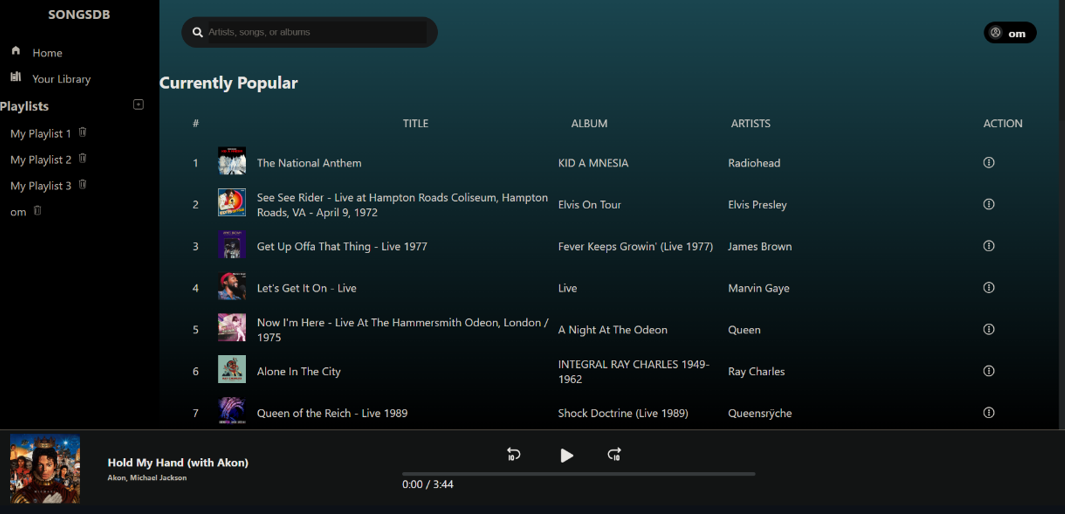 SONGSDB
Home
Your Library
Playlists
My Playlist 1
My Playlist 2
My Playlist 3
om
Artists, songs, or albums
om
Currently Popular
# TITLE ALBUM ARTISTS ACTION
1 The National Anthem KID A MNESIA Radiohead
2 See See Rider - Live at Hampton Roads Coliseum, Hampton
Roads, VA - April 9, 1972 Elvis On Tour Elvis Presley
3 Get Up Offa That Thing - Live 1977 Fever Keeps Growin' (Live 1977) James Brown
4 Let's Get It On - Live Live Marvin Gaye
5 Now I'm Here - Live At The Hammersmith Odeon, London /
1975 A Night At The Odeon Queen
6 Alone In The City INTEGRAL RAY CHARLES 1949-
1962 Ray Charles
7 Queen of the Reich - Live 1989 Shock Doctrine (Live 1989) Queensrÿche
Hold My Hand (with Akon)
Akon, Michael Jackson
10 10
0:00 / 3:44